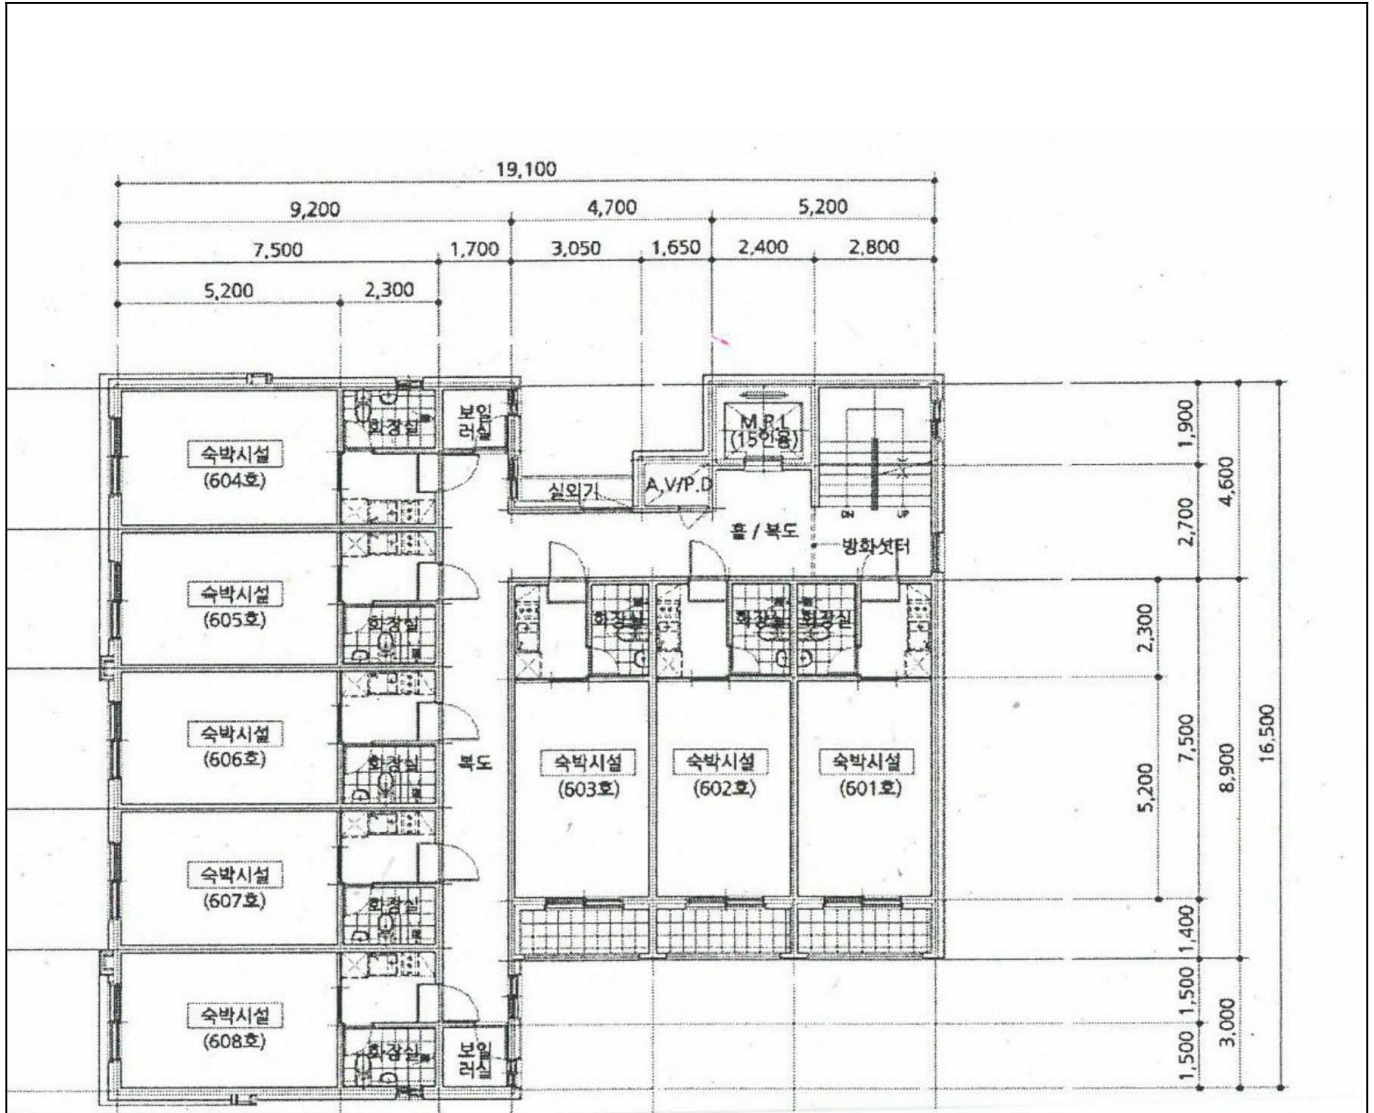 19,100
9,200
4,700
5,200
7,500
1,700
3,050
1,650
2,400
2,800
5,200
2,300
화장실
보일
러실
숙박시설
(604호)
실외기
A,V/P.D
(15인용)
홀 / 복도
DN
UP
방화셧터
숙박시설
(605호)
화장실
화장실
화장실
화장실
숙박시설
(606호)
화장실
복도
숙박시설
(603호)
숙박시설
(602호)
숙박시설
(601호)
숙박시설
(607호)
화장실
숙박시설
(608호)
화장실
보일
러실
1,900
2,700
4,600
2,300
5,200
7,500
8,900
16,500
1,400
1,500
1,500
3,000